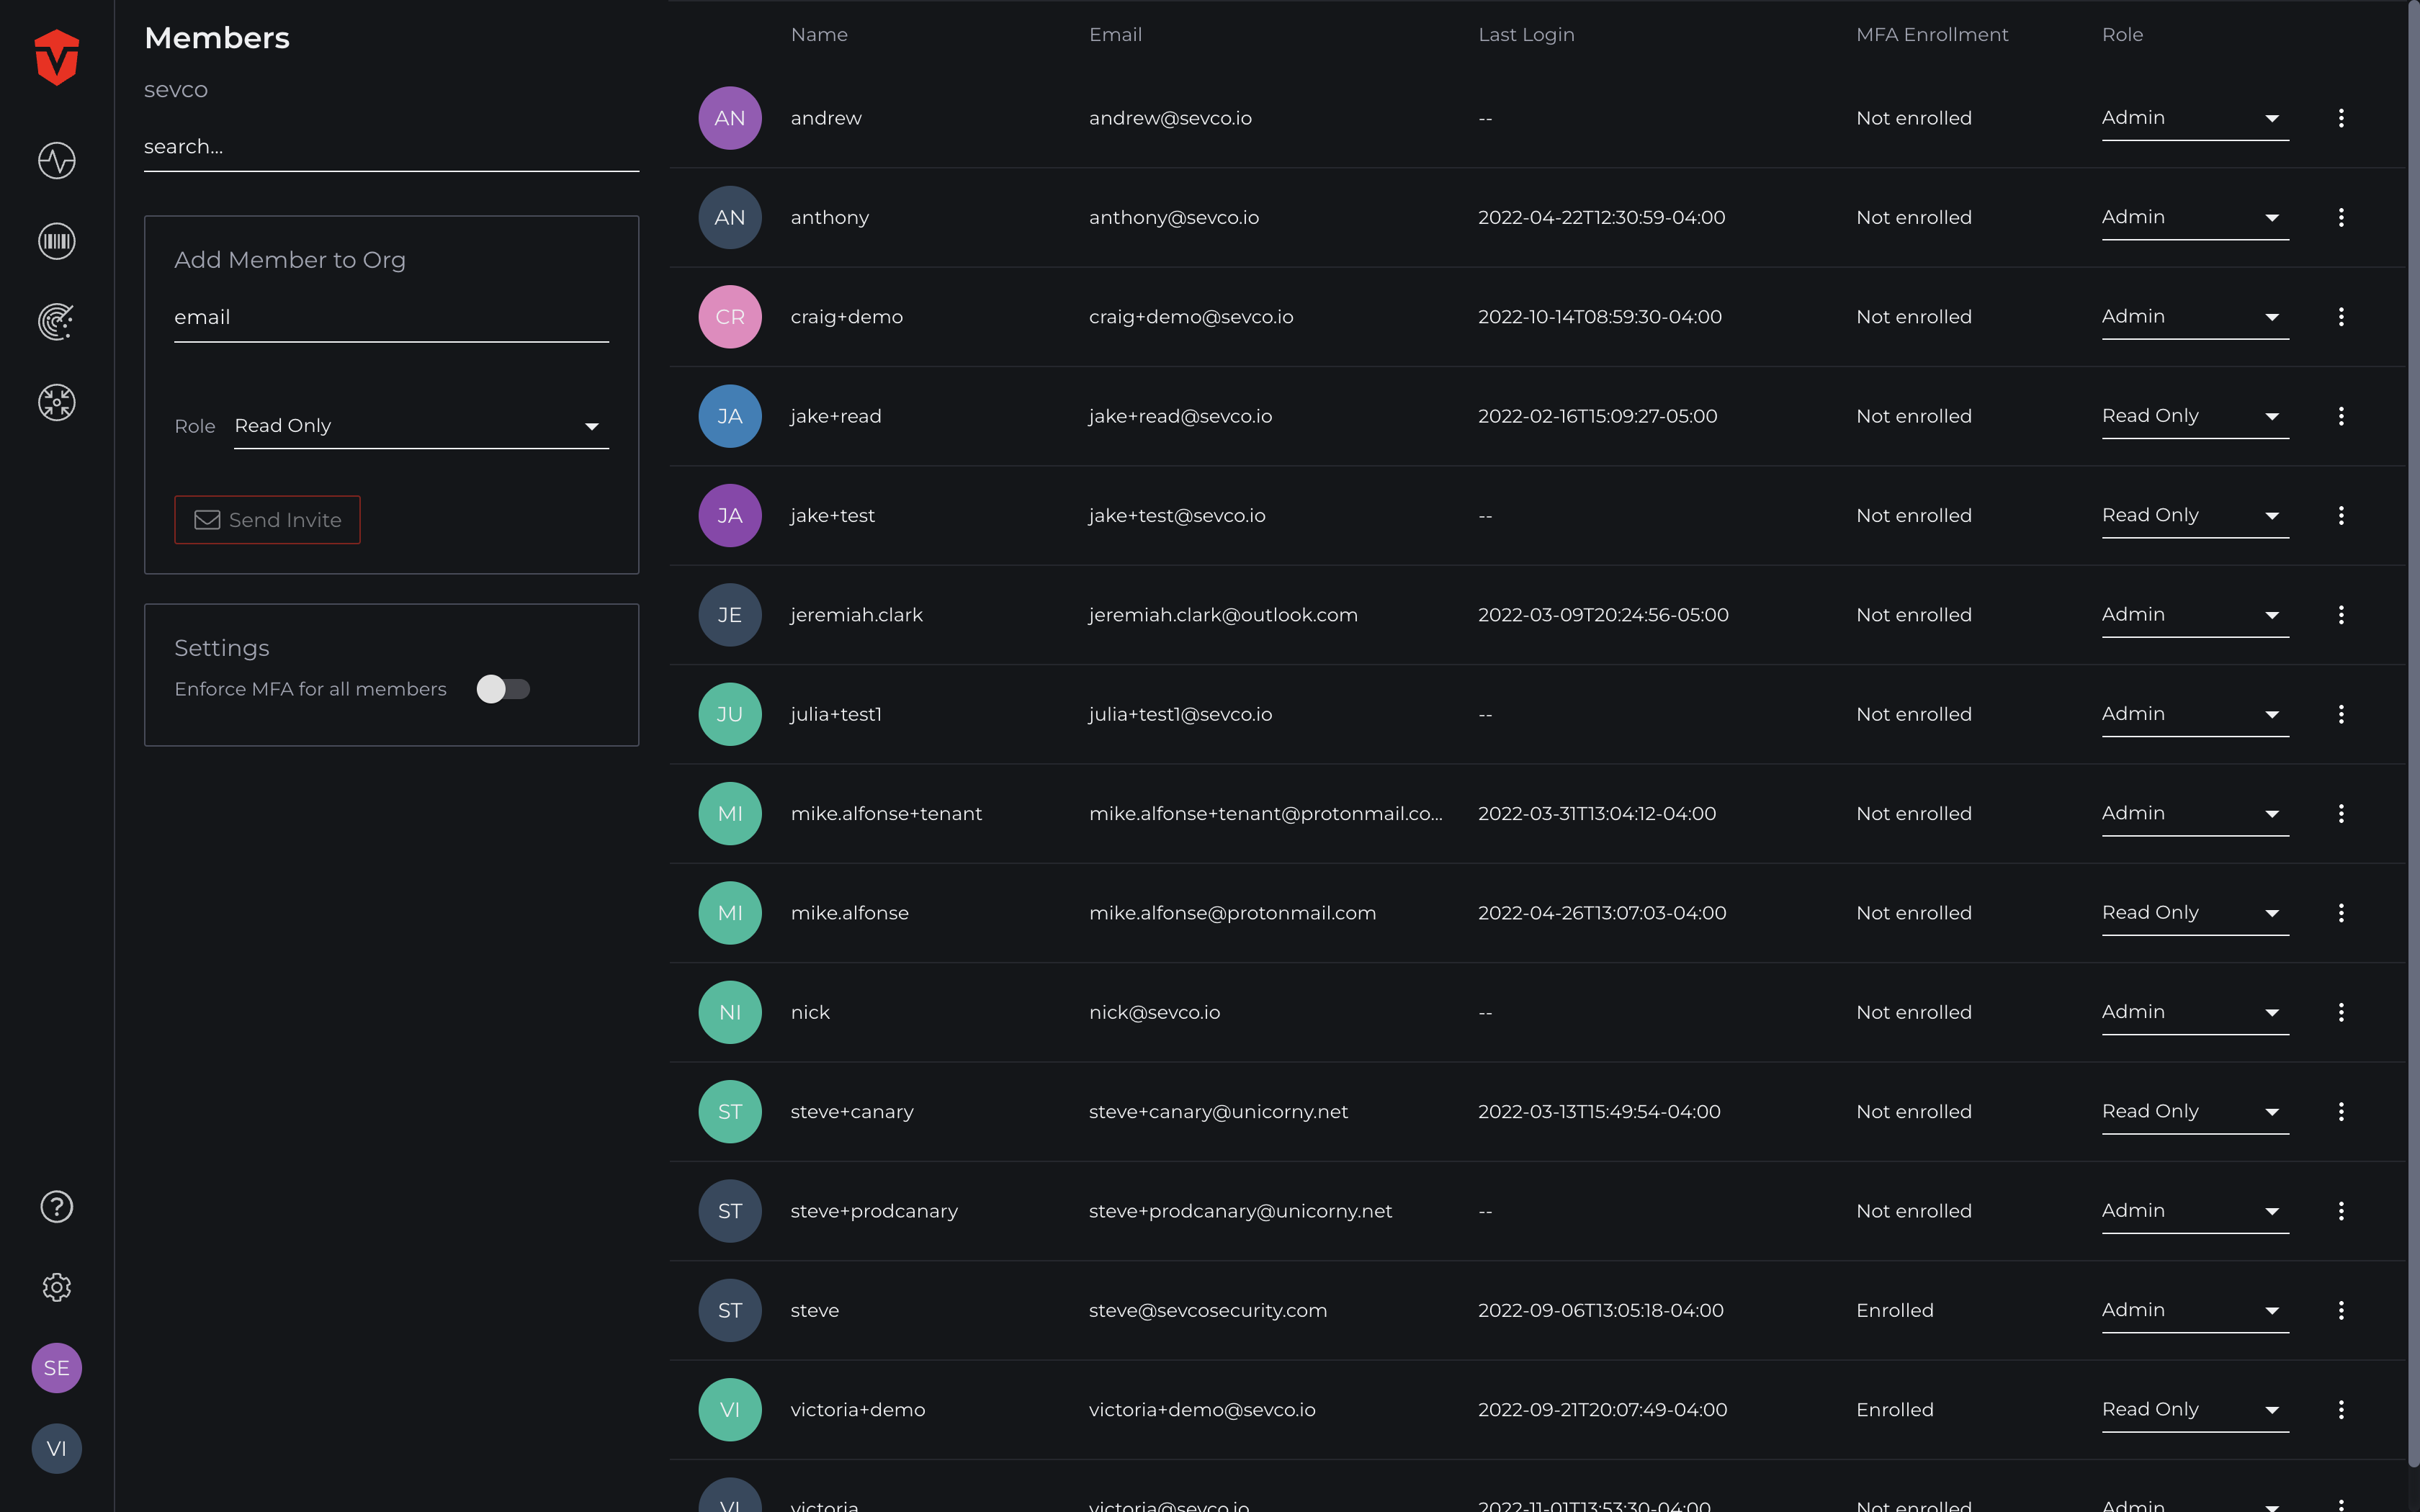 Members
sevco
search...
Add Member to Org
email
Role Read Only
Send Invite
Settings
Enforce MFA for all members
SE
VI
Name Email Last Login MFA Enrollment Role
AN andrew andrew@sevco.io -- Not enrolled Admin
AN anthony anthony@sevco.io 2022-04-22T12:30:59-04:00 Not enrolled Admin
CR craig+demo craig+demo@sevco.io 2022-10-14T08:59:30-04:00 Not enrolled Admin
JA jake+read jake+read@sevco.io 2022-02-16T15:09:27-05:00 Not enrolled Read Only
JA jake+test jake+test@sevco.io -- Not enrolled Read Only
JE jeremiah.clark jeremiah.clark@outlook.com 2022-03-09T20:24:56-05:00 Not enrolled Admin
JU julia+test1 julia+test1@sevco.io -- Not enrolled Admin
MI mike.alfonse+tenant mike.alfonse+tenant@protonmail.co... 2022-03-31T13:04:12-04:00 Not enrolled Admin
MI mike.alfonse mike.alfonse@protonmail.com 2022-04-26T13:07:03-04:00 Not enrolled Read Only
NI nick nick@sevco.io -- Not enrolled Admin
ST steve+canary steve+canary@unicorny.net 2022-03-13T15:49:54-04:00 Not enrolled Read Only
ST steve+prodcanary steve+prodcanary@unicorny.net -- Not enrolled Admin
ST steve steve@sevcosecurity.com 2022-09-06T13:05:18-04:00 Enrolled Admin
VI victoria+demo victoria+demo@sevco.io 2022-09-21T20:07:49-04:00 Enrolled Read Only
VI victoria victoria@sevco.io 2022-11-01T13:53:30-04:00 Not enrolled Admin